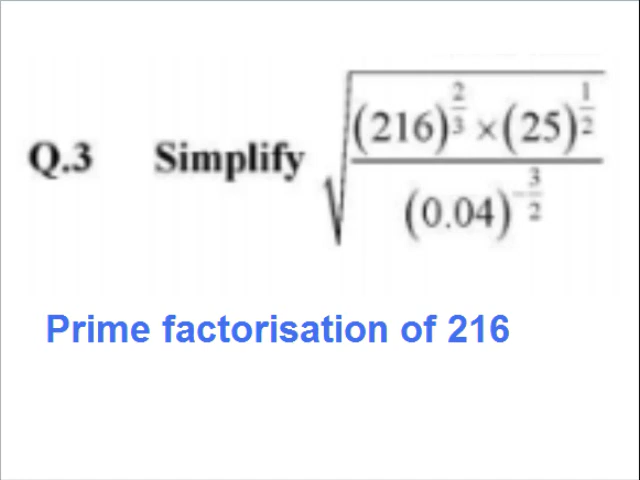 Q.3 Simplify √((216)^(2/3) × (25)^(1/2) / (0.04)^(-3/2))
Prime factorisation of 216